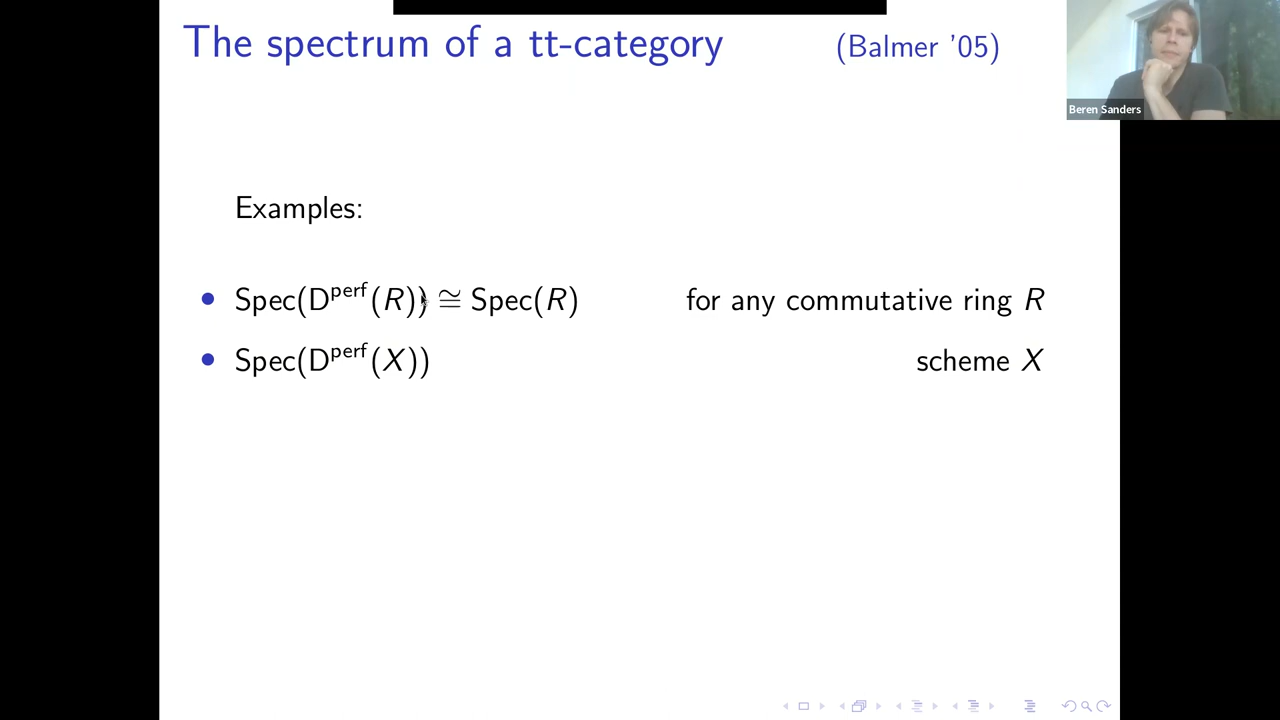 The spectrum of a tt-category (Balmer '05)
Beren Sanders
Examples:
• Spec(D^perf(R)) ≅ Spec(R) for any commutative ring R
• Spec(D^perf(X)) scheme X